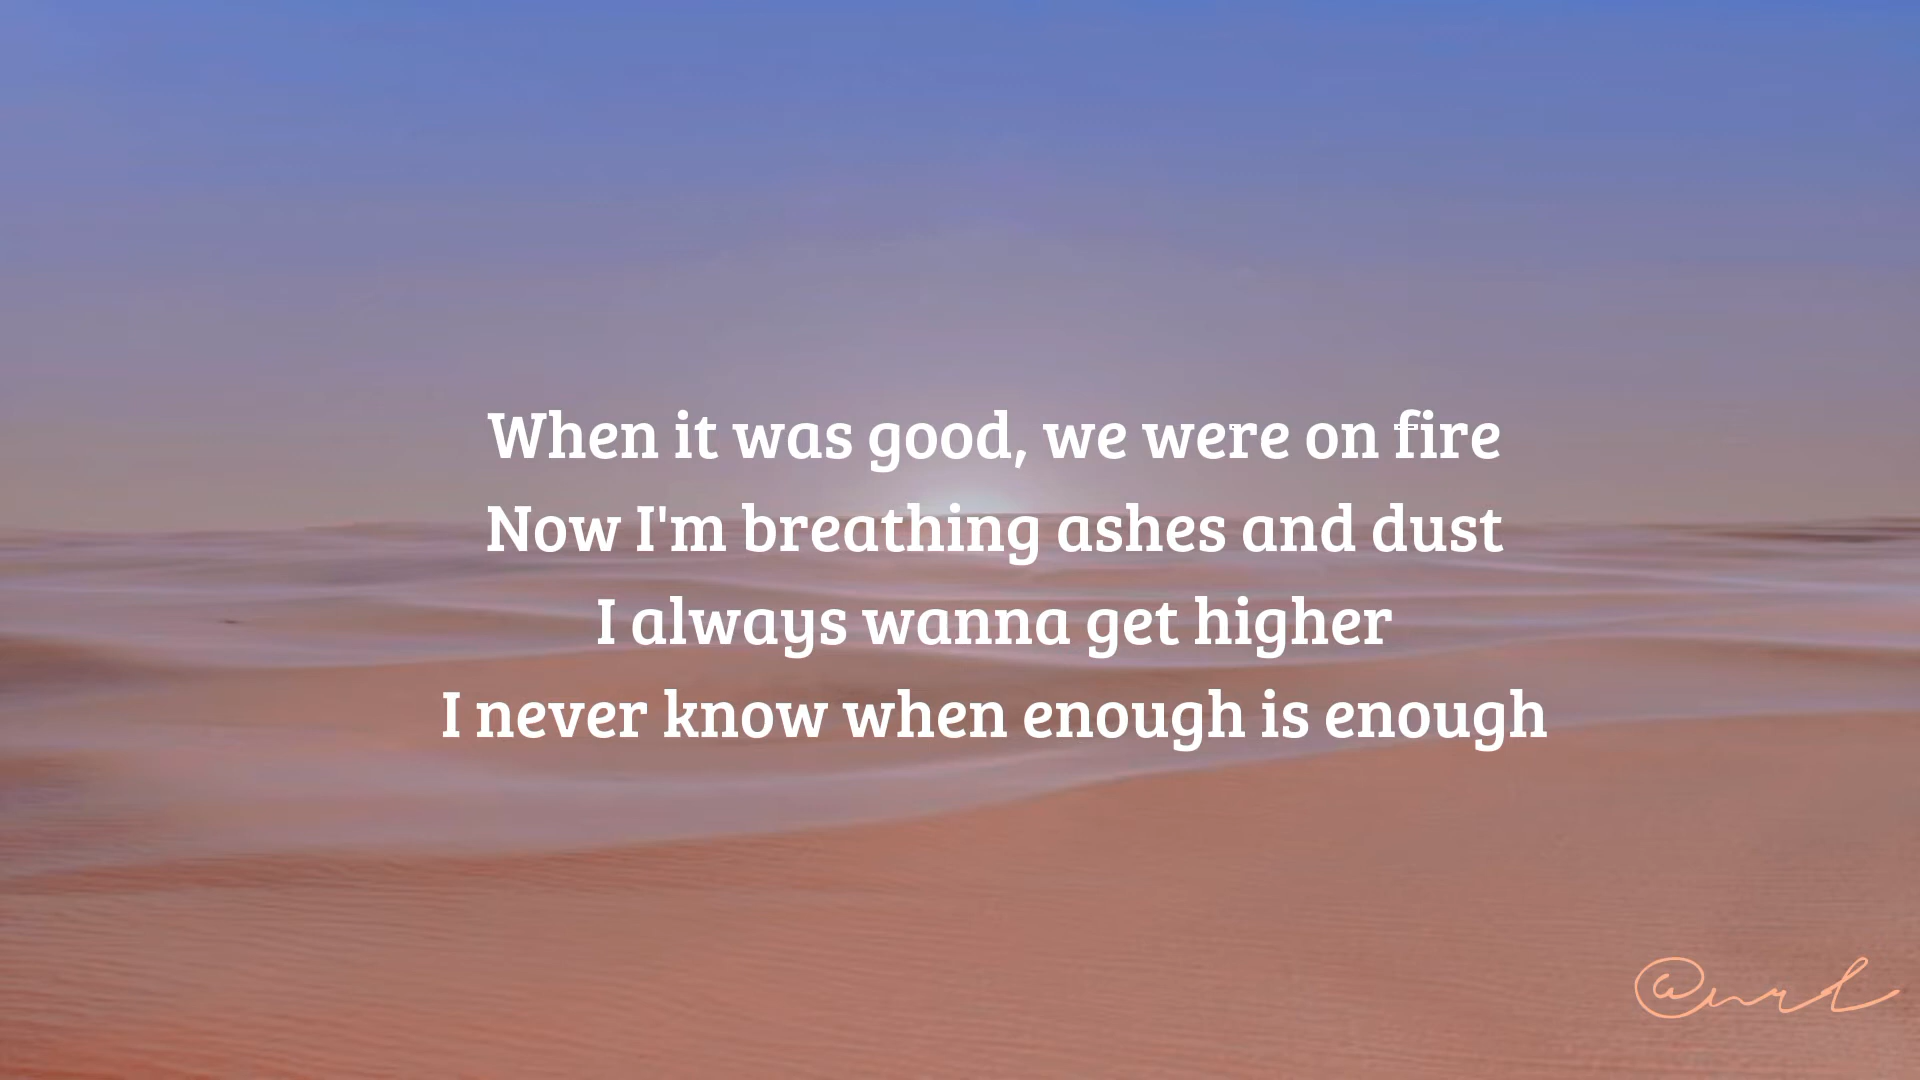 When it was good, we were on fire
Now I'm breathing ashes and dust
I always wanna get higher
I never know when enough is enough
@nrl